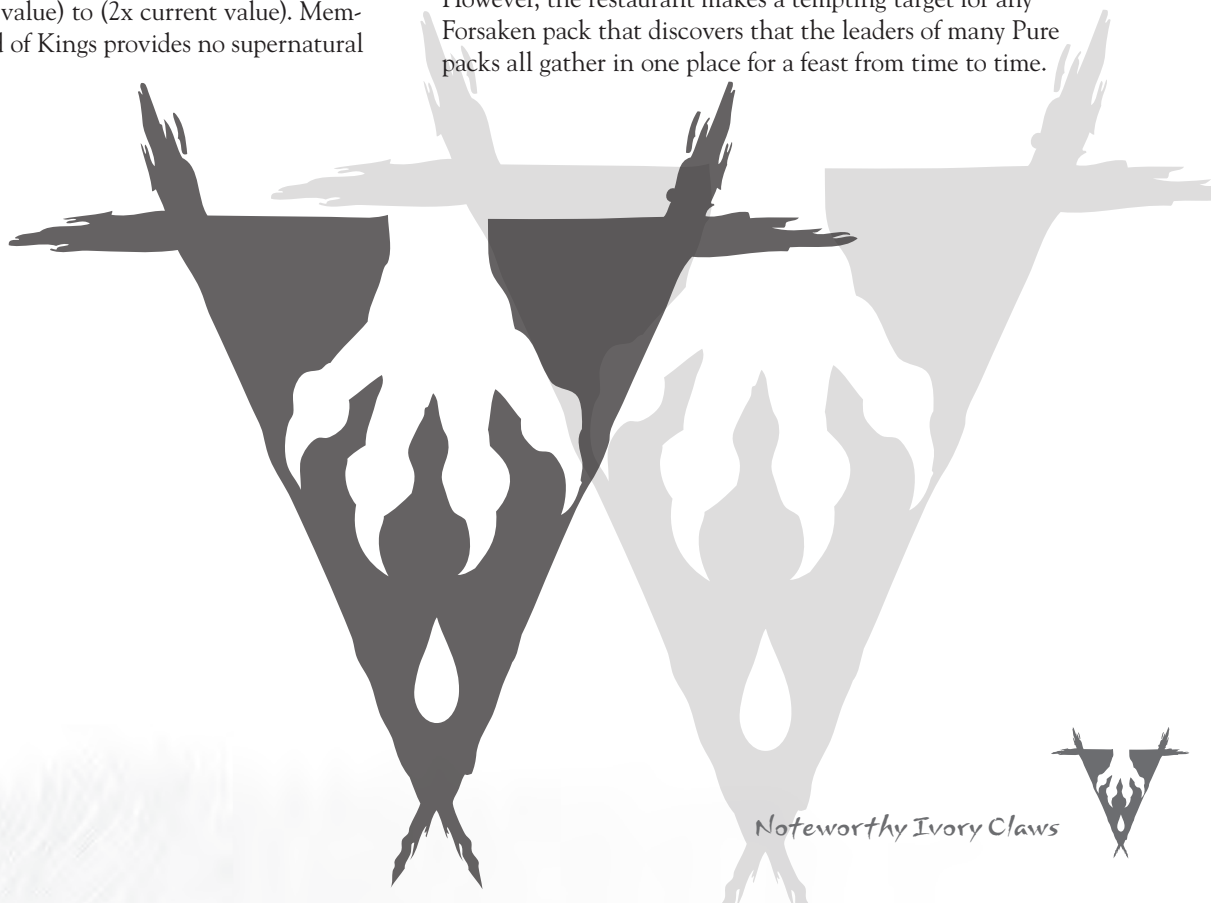 value) to (2x current value). Mem-
l of Kings provides no supernatural
However, the restaurant makes a tempting target for any
Forsaken pack that discovers that the leaders of many Pure
packs all gather in one place for a feast from time to time.
Noteworthy Ivory Claws